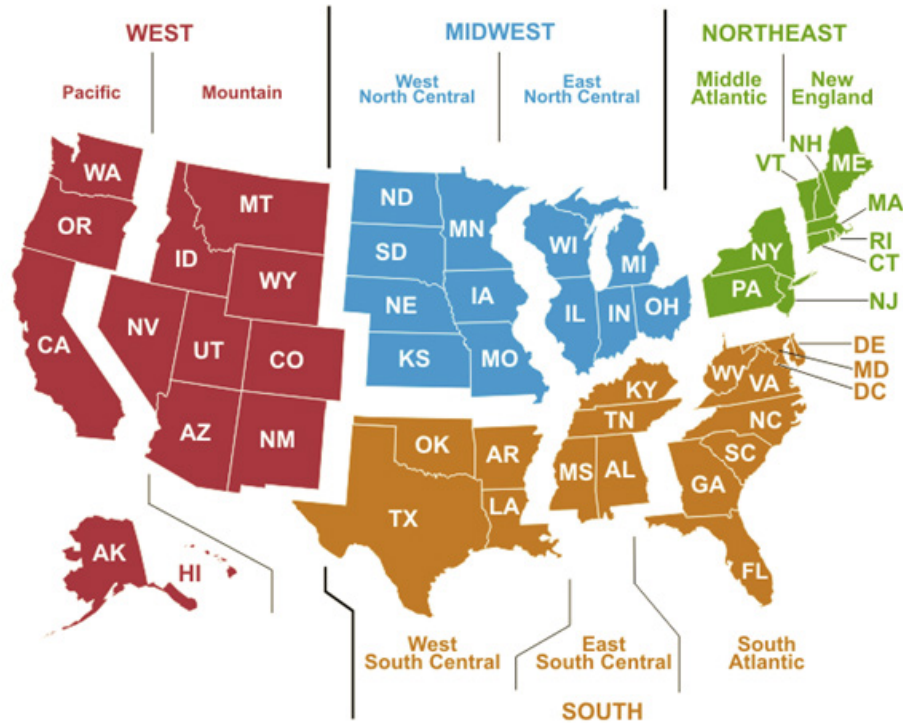 WEST
MIDWEST
NORTHEAST
Pacific
Mountain
West
North Central
East
North Central
Middle
Atlantic
New
England
WA
OR
CA
NV
ID
MT
WY
UT
CO
AZ
NM
AK
HI
ND
SD
NE
KS
MN
IA
MO
WI
MI
IL
IN
OH
NH
VT
ME
MA
RI
CT
NY
PA
NJ
DE
MD
DC
WV
VA
NC
SC
GA
FL
KY
TN
MS
AL
OK
AR
TX
LA
West
South Central
East
South Central
South
Atlantic
SOUTH